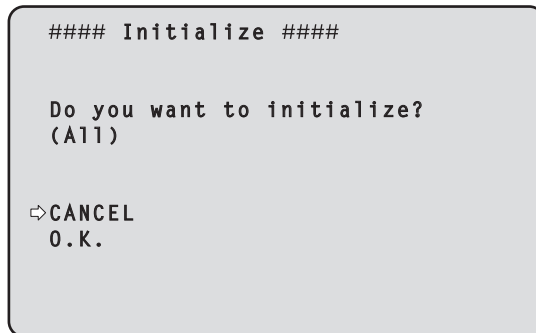 #### Initialize ####
Do you want to initialize?
(All)
⇨CANCEL
O.K.